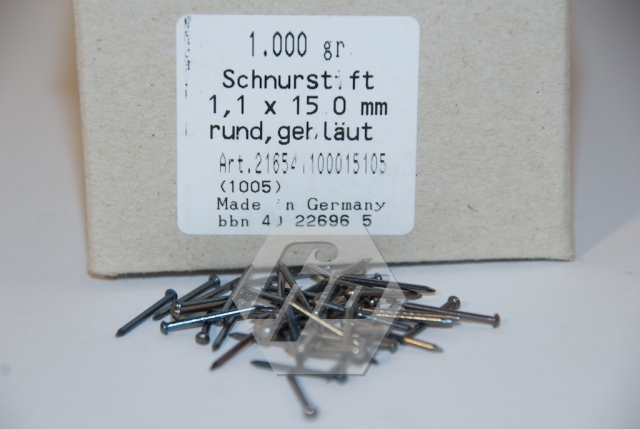 1.000 gr.
Schnurstift
1,1 x 15,0 mm
rund, gebläut
Art.21654.100015105
(1005)
Made in Germany
bbn 40 22696 5